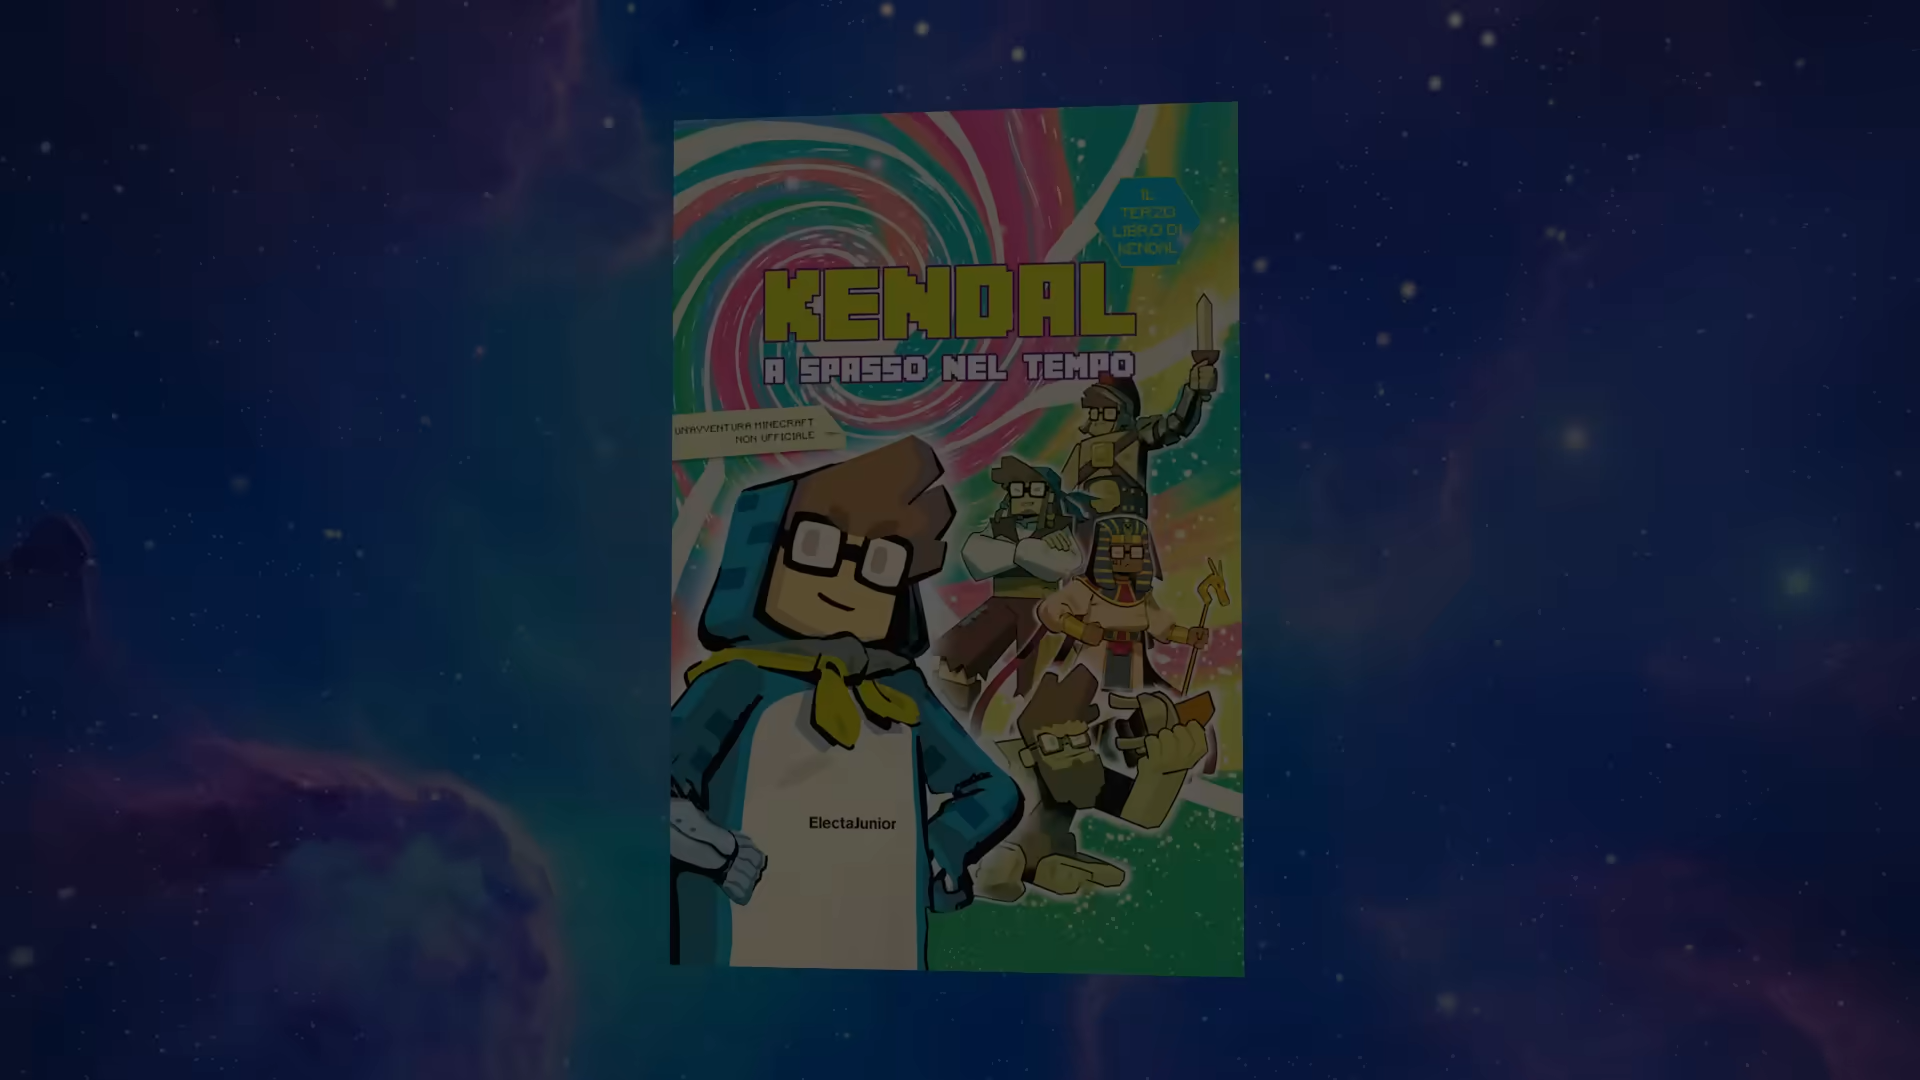 IL
TERZO
LIBRO DI
KENDAL
KENDAL
A SPASSO NEL TEMPO
UN'AVVENTURA MINECRAFT
NON UFFICIALE
ElectaJunior